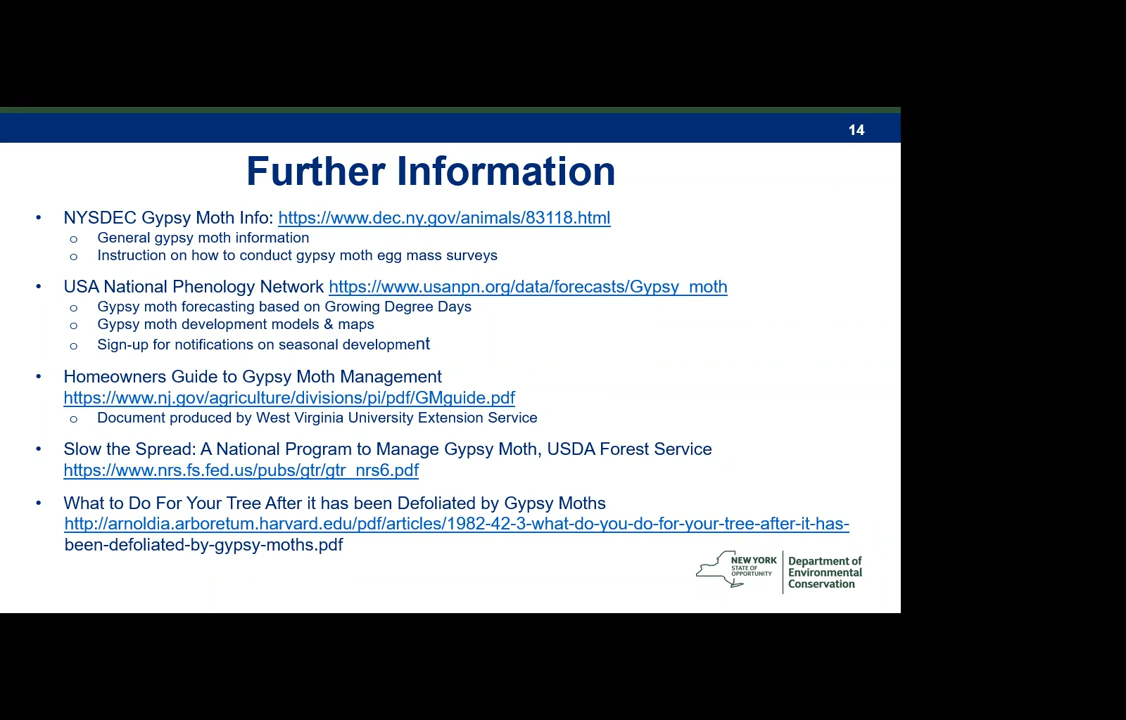 14
Further Information
• NYSDEC Gypsy Moth Info: https://www.dec.ny.gov/animals/83118.html
o General gypsy moth information
o Instruction on how to conduct gypsy moth egg mass surveys
• USA National Phenology Network https://www.usanpn.org/data/forecasts/Gypsy_moth
o Gypsy moth forecasting based on Growing Degree Days
o Gypsy moth development models & maps
o Sign-up for notifications on seasonal development
• Homeowners Guide to Gypsy Moth Management
https://www.nj.gov/agriculture/divisions/pi/pdf/GMguide.pdf
o Document produced by West Virginia University Extension Service
• Slow the Spread: A National Program to Manage Gypsy Moth, USDA Forest Service
https://www.nrs.fs.fed.us/pubs/gtr/gtr_nrs6.pdf
• What to Do For Your Tree After it has been Defoliated by Gypsy Moths
http://arnoldia.arboretum.harvard.edu/pdf/articles/1982-42-3-what-do-you-do-for-your-tree-after-it-has-
been-defoliated-by-gypsy-moths.pdf
NEW YORK
STATE OF
OPPORTUNITY
Department of
Environmental
Conservation